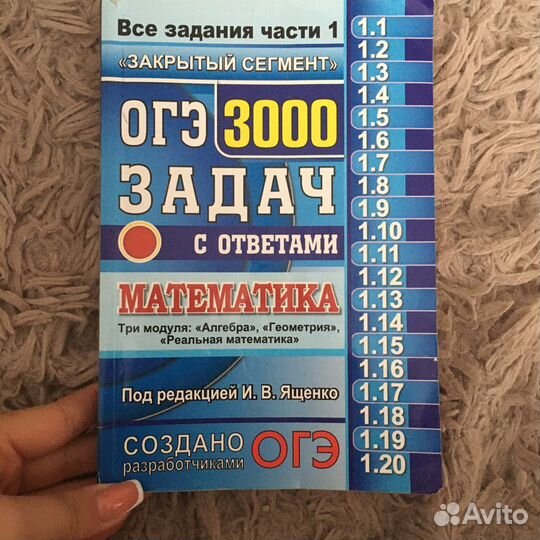 Все задания части 1
«ЗАКРЫТЫЙ СЕГМЕНТ»
ОГЭ 3000
ЗАДАЧ
С ОТВЕТАМИ
МАТЕМАТИКА
Три модуля: «Алгебра», «Геометрия»,
«Реальная математика»
Под редакцией И. В. Ященко
СОЗДАНО
разработчиками ОГЭ
1.1
1.2
1.3
1.4
1.5
1.6
1.7
1.8
1.9
1.10
1.11
1.12
1.13
1.14
1.15
1.16
1.17
1.18
1.19
1.20
Avito